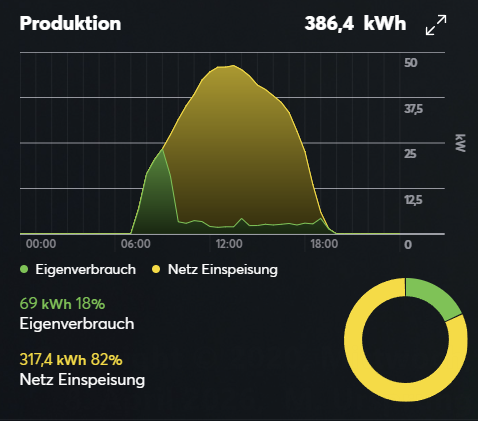 Produktion 386,4 kWh
50
37,5
25
kW
12,5
0
00:00 06:00 12:00 18:00
Eigenverbrauch Netz Einspeisung
69 kWh 18%
Eigenverbrauch
317,4 kWh 82%
Netz Einspeisung